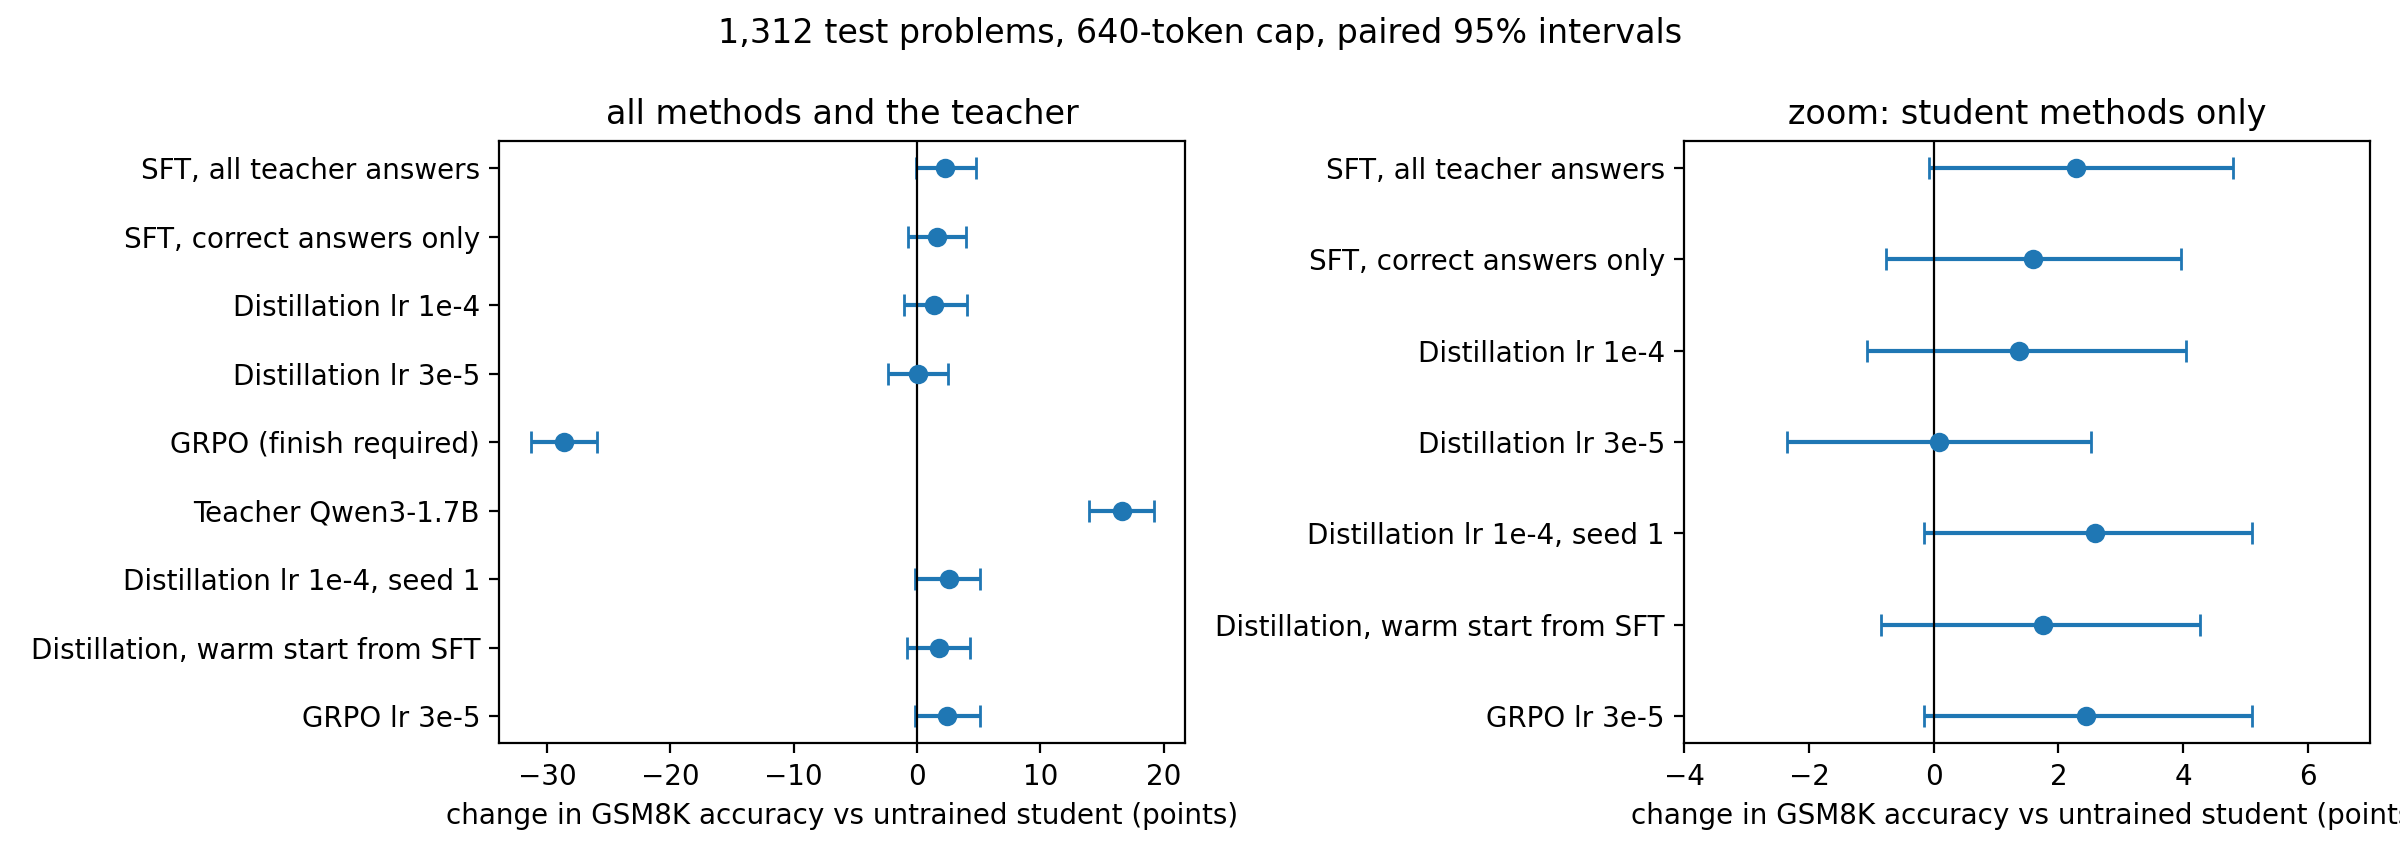 1,312 test problems, 640-token cap, paired 95% intervals
all methods and the teacher
SFT, all teacher answers
SFT, correct answers only
Distillation lr 1e-4
Distillation lr 3e-5
GRPO (finish required)
Teacher Qwen3-1.7B
Distillation lr 1e-4, seed 1
Distillation, warm start from SFT
GRPO lr 3e-5
−30 −20 −10 0 10 20
change in GSM8K accuracy vs untrained student (points)
zoom: student methods only
SFT, all teacher answers
SFT, correct answers only
Distillation lr 1e-4
Distillation lr 3e-5
Distillation lr 1e-4, seed 1
Distillation, warm start from SFT
GRPO lr 3e-5
−4 −2 0 2 4 6
change in GSM8K accuracy vs untrained student (point